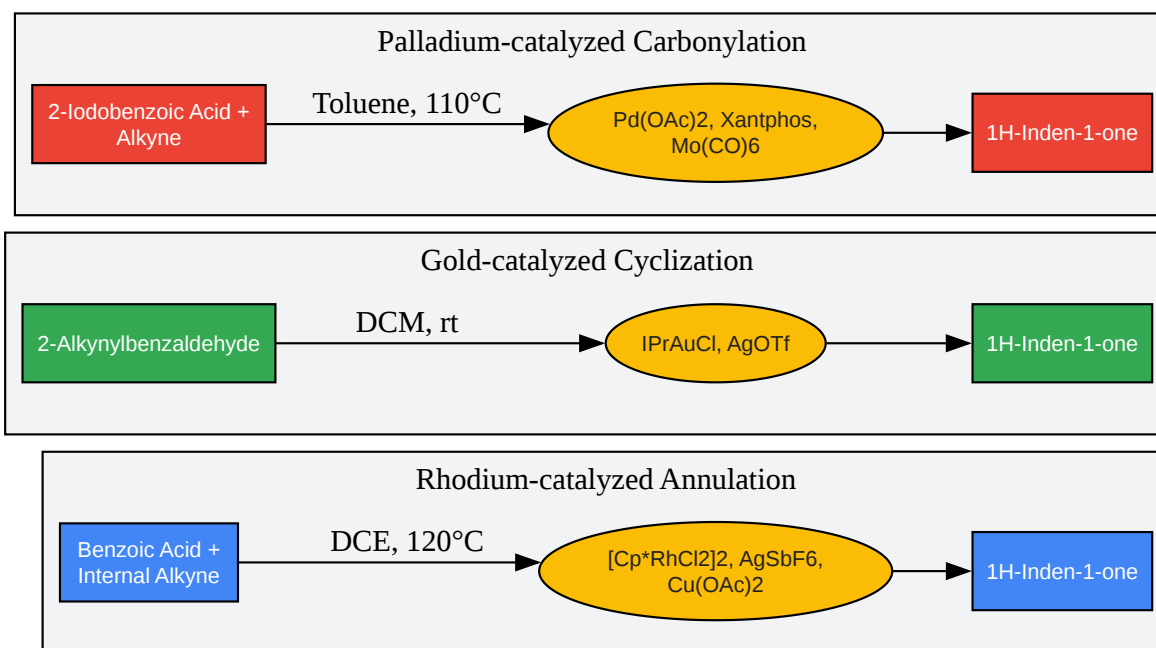 Palladium-catalyzed Carbonylation
2-Iodobenzoic Acid +
Alkyne
Toluene, 110°C
Pd(OAc)2, Xantphos,
Mo(CO)6
1H-Inden-1-one
Gold-catalyzed Cyclization
2-Alkynylbenzaldehyde
DCM, rt
IPrAuCl, AgOTf
1H-Inden-1-one
Rhodium-catalyzed Annulation
Benzoic Acid +
Internal Alkyne
DCE, 120°C
[Cp*RhCl2]2, AgSbF6,
Cu(OAc)2
1H-Inden-1-one